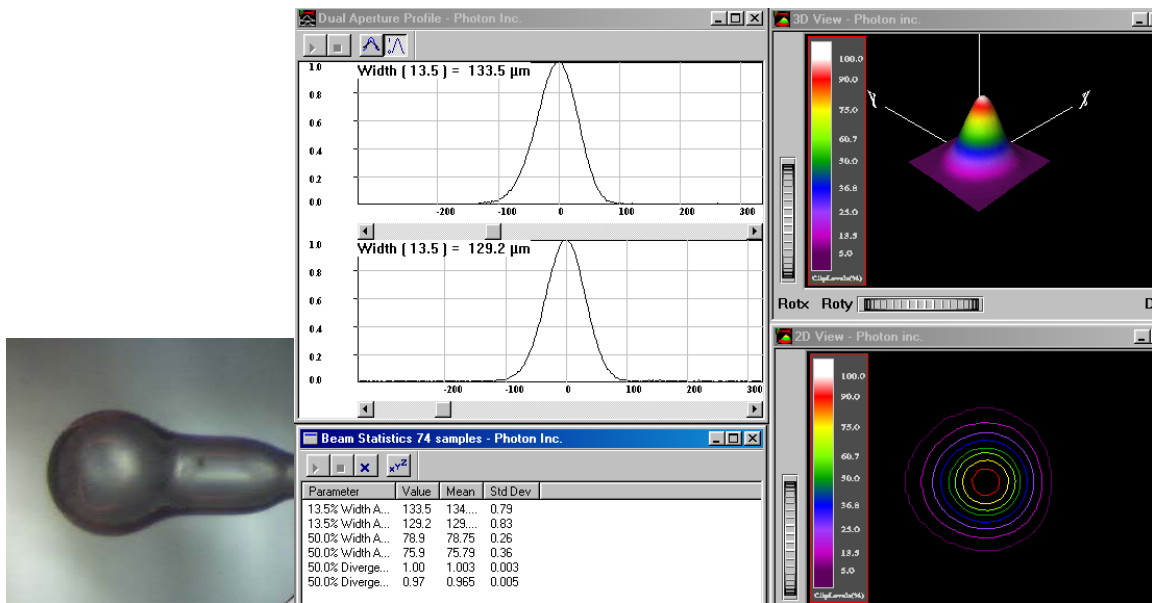 Dual Aperture Profile - Photon Inc.
Width ( 13.5 ) = 133.5 µm
1.0
0.8
0.6
0.4
0.2
0.0
-200 -100 0 100 200 300
Width ( 13.5 ) = 129.2 µm
1.0
0.8
0.6
0.4
0.2
0.0
-200 -100 0 100 200 300
Beam Statistics 74 samples - Photon Inc.
X Y Z
Parameter Value Mean Std Dev
13.5% Width A... 133.5 134.... 0.79
13.5% Width A... 129.2 129.... 0.83
50.0% Width A... 78.9 78.75 0.26
50.0% Width A... 75.9 75.79 0.36
50.0% Diverge... 1.00 1.003 0.003
50.0% Diverge... 0.97 0.965 0.005
3D View - Photon inc.
100.0
90.0
75.0
60.7
50.0
36.8
25.0
13.5
5.0
ClipLevels(%)
Y X
Rotx Roty D
2D View - Photon inc.
100.0
90.0
75.0
60.7
50.0
36.8
25.0
13.5
5.0
ClipLevels(%)